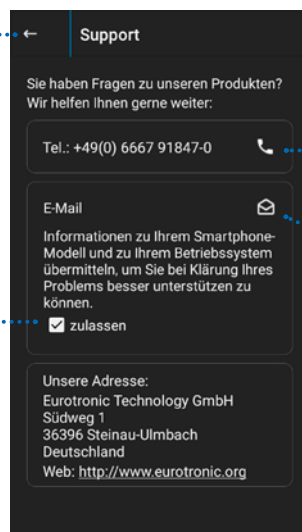 Support
Sie haben Fragen zu unseren Produkten?
Wir helfen Ihnen gerne weiter:
Tel.: +49(0) 6667 91847-0
E-Mail
Informationen zu Ihrem Smartphone-
Modell und zu Ihrem Betriebssystem
übermitteln, um Sie bei Klärung Ihres
Problems besser unterstützen zu
können.
zulassen
Unsere Adresse:
Eurotronic Technology GmbH
Südweg 1
36396 Steinau-Ulmbach
Deutschland
Web: http://www.eurotronic.org